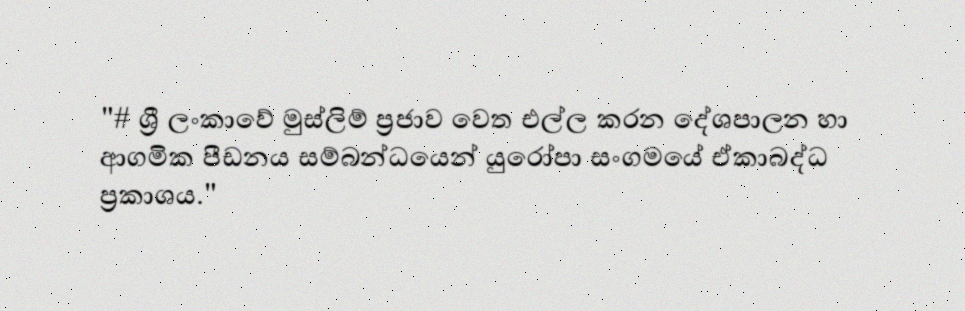 "# ශ්‍රී ලංකාවේ මුස්ලිම් ප්‍රජාව වෙත එල්ල කරන දේශපාලන හා
ආගමික පීඩනය සම්බන්ධයෙන් යුරෝපා සංගමයේ ඒකාබද්ධ
ප්‍රකාශය."